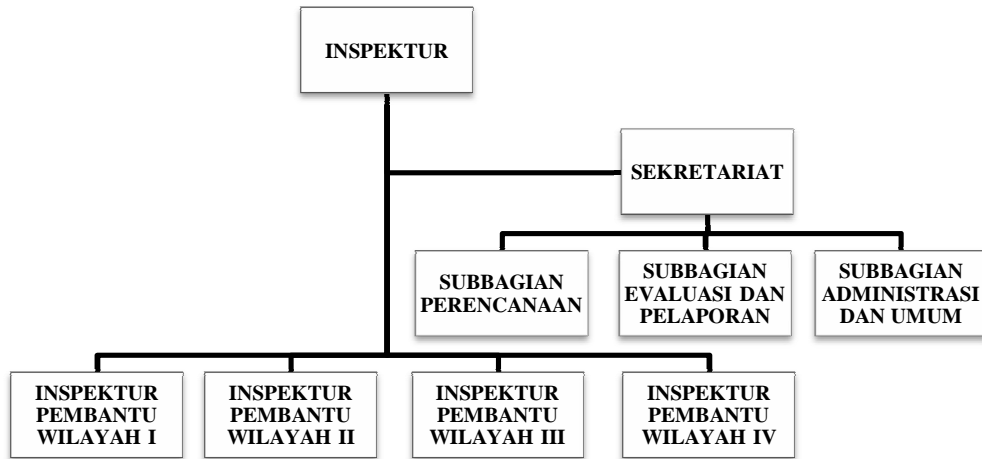 INSPEKTUR
SEKRETARIAT
SUBBAGIAN
PERENCANAAN
SUBBAGIAN
EVALUASI DAN
PELAPORAN
SUBBAGIAN
ADMINISTRASI
DAN UMUM
INSPEKTUR
PEMBANTU
WILAYAH I
INSPEKTUR
PEMBANTU
WILAYAH II
INSPEKTUR
PEMBANTU
WILAYAH III
INSPEKTUR
PEMBANTU
WILAYAH IV